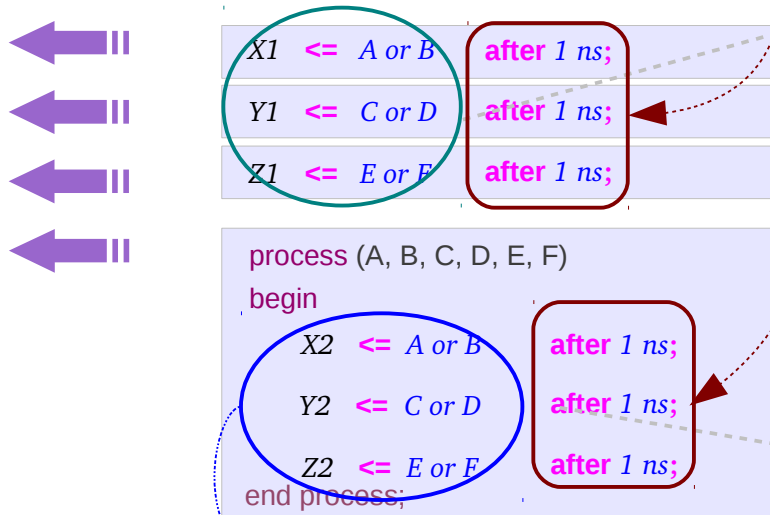 X1 <= A or B after 1 ns;
Y1 <= C or D after 1 ns;
Z1 <= E or F after 1 ns;
process (A, B, C, D, E, F)
begin
X2 <= A or B after 1 ns;
Y2 <= C or D after 1 ns;
Z2 <= E or F after 1 ns;
end process;